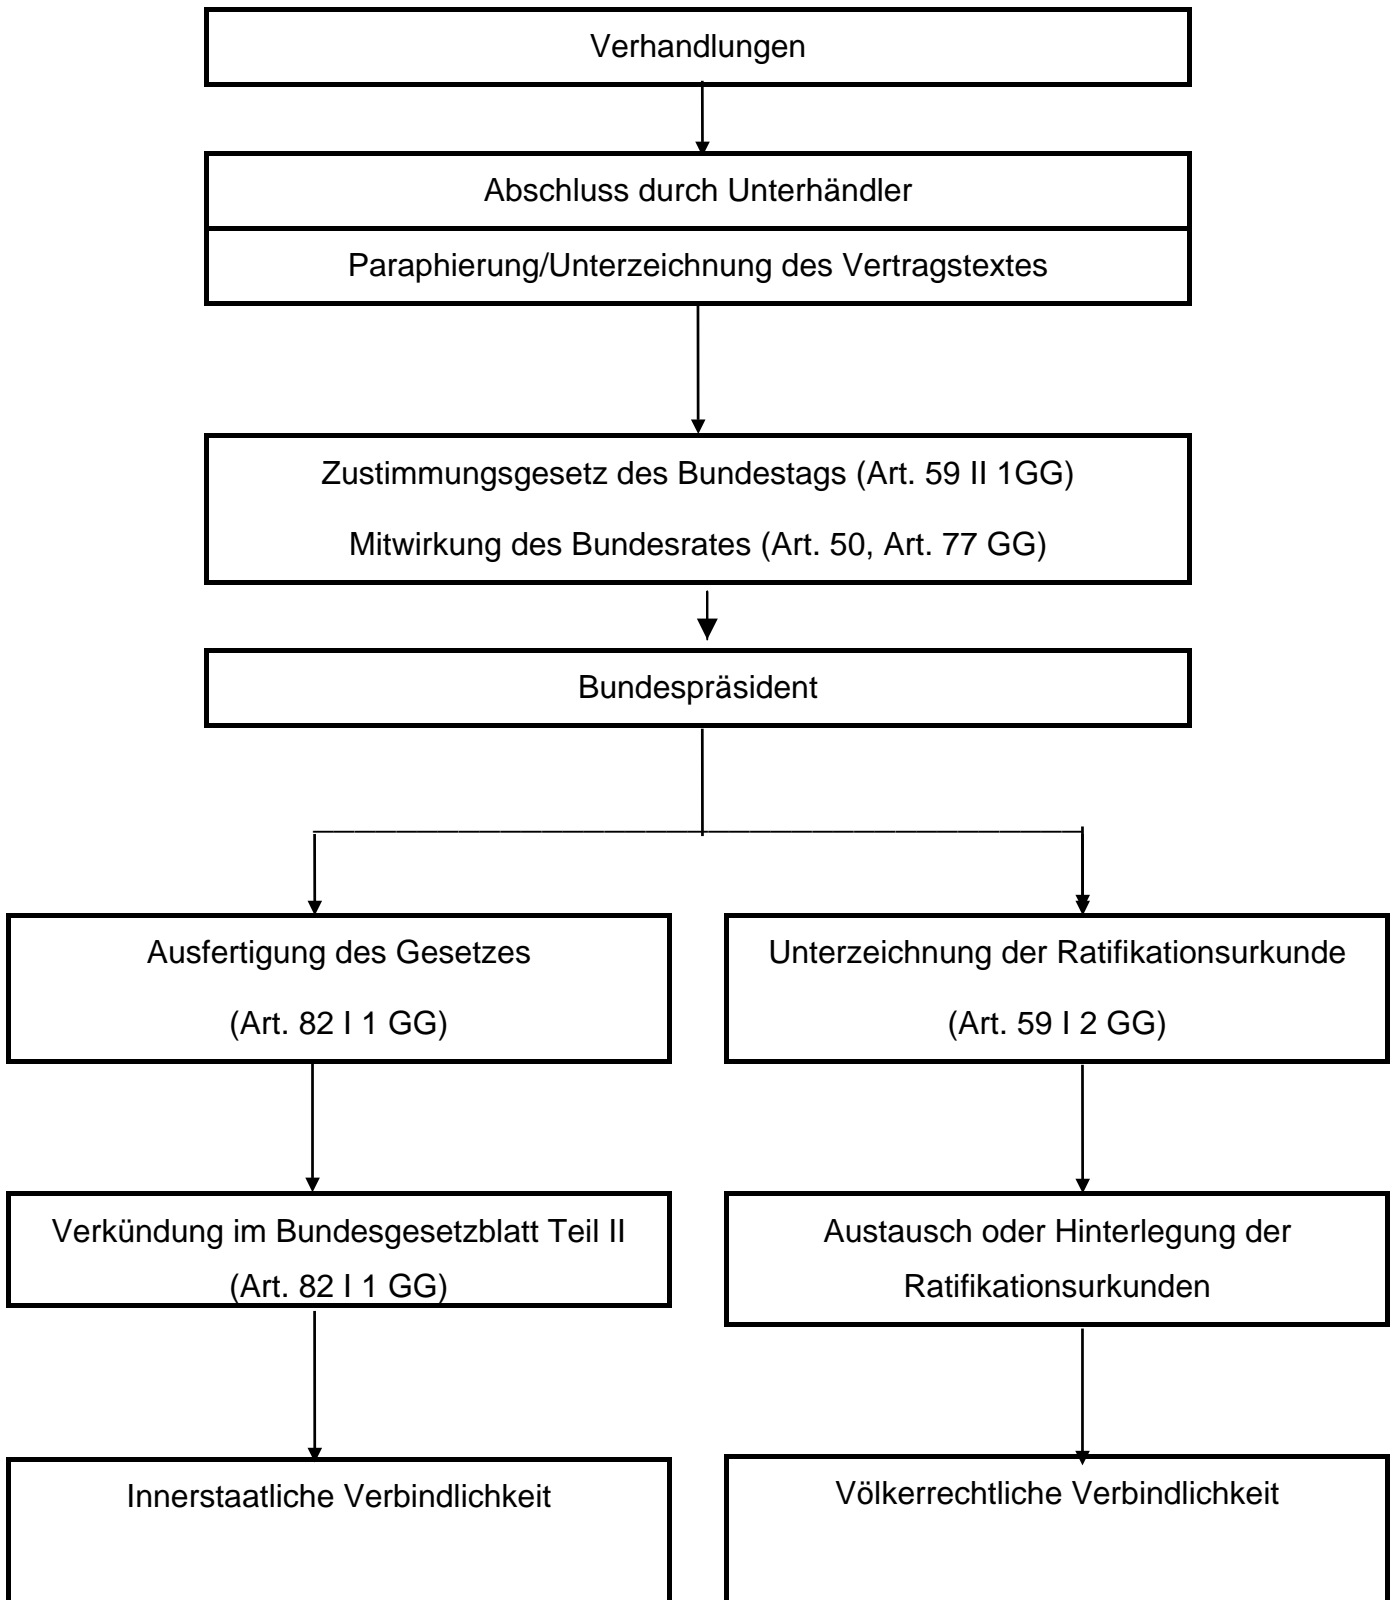 Verhandlungen
Abschluss durch Unterhändler
Paraphierung/Unterzeichnung des Vertragstextes
Zustimmungsgesetz des Bundestags (Art. 59 II 1GG)
Mitwirkung des Bundesrates (Art. 50, Art. 77 GG)
Bundespräsident
Ausfertigung des Gesetzes
(Art. 82 I 1 GG)
Unterzeichnung der Ratifikationsurkunde
(Art. 59 I 2 GG)
Verkündung im Bundesgesetzblatt Teil II
(Art. 82 I 1 GG)
Austausch oder Hinterlegung der
Ratifikationsurkunden
Innerstaatliche Verbindlichkeit
Völkerrechtliche Verbindlichkeit